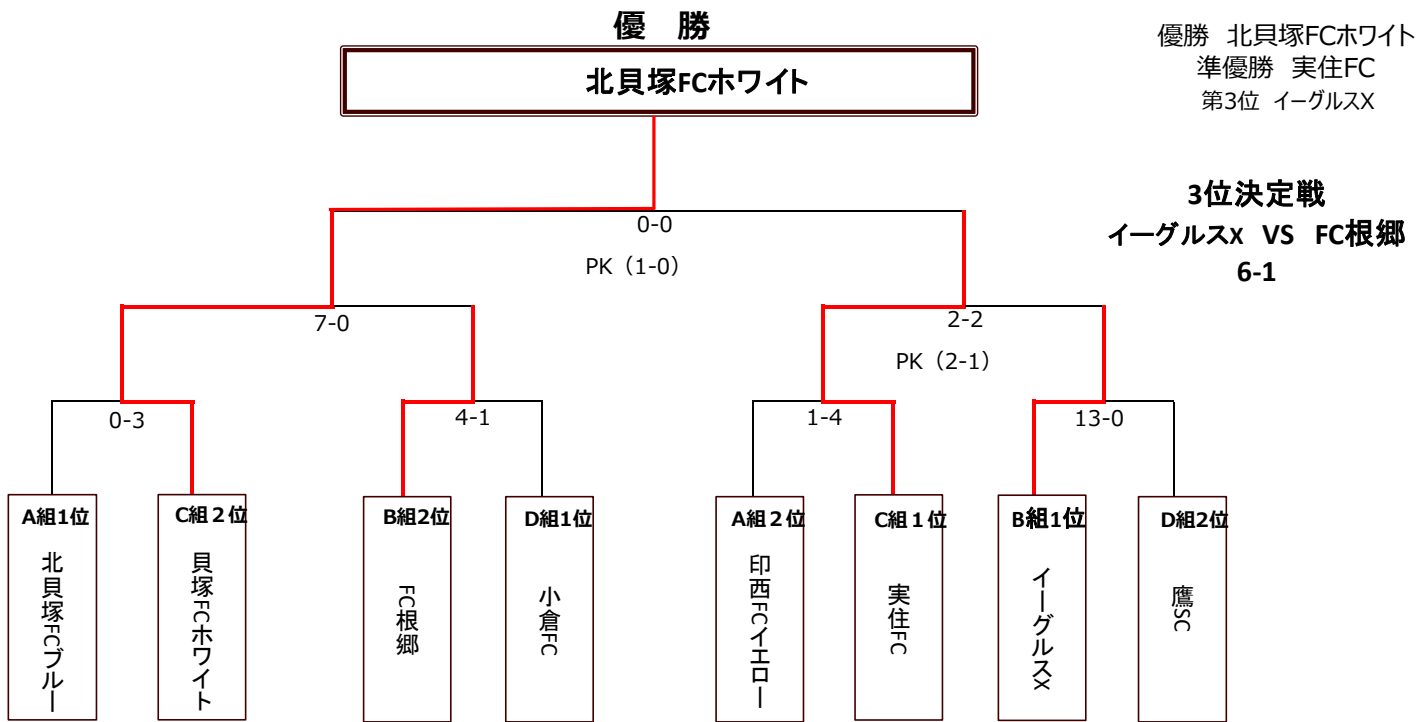 優　勝
北貝塚FCホワイト
優勝　北貝塚FCホワイト
準優勝　実住FC
第3位　イーグルスX
3位決定戦
イーグルスX　VS　FC根郷
6-1
0-0
PK（1-0）
7-0
2-2
PK（2-1）
0-3
4-1
1-4
13-0
A組1位
北貝塚FCブルー
C組２位
貝塚FCホワイト
B組2位
FC根郷
D組1位
小倉FC
A組２位
印西FCイエロー
C組１位
実住FC
B組1位
イーグルスX
D組2位
鷹SC